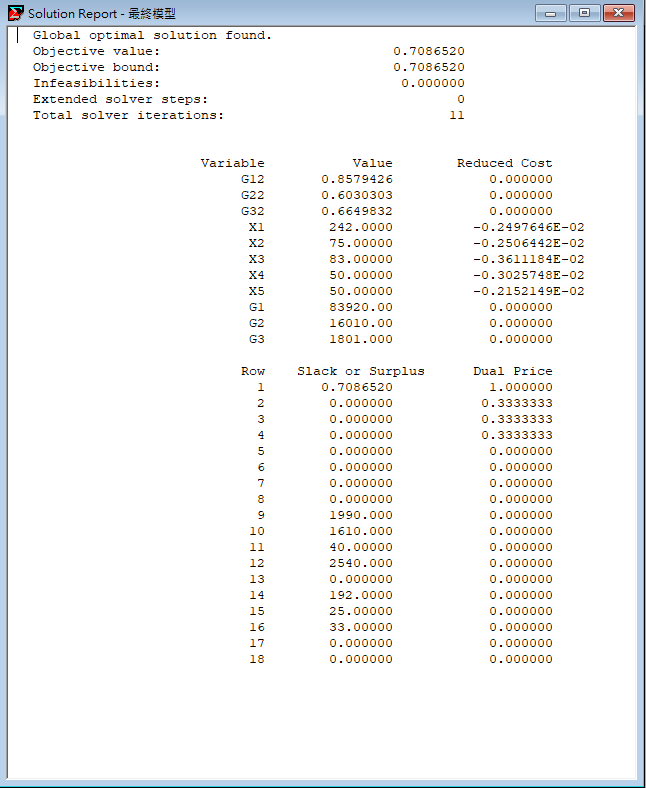 Solution Report - 最終模型
Global optimal solution found.
Objective value: 0.7086520
Objective bound: 0.7086520
Infeasibilities: 0.000000
Extended solver steps: 0
Total solver iterations: 11
Variable Value Reduced Cost
G12 0.8579426 0.000000
G22 0.6030303 0.000000
G32 0.6649832 0.000000
X1 242.0000 -0.2497646E-02
X2 75.00000 -0.2506442E-02
X3 83.00000 -0.3611184E-02
X4 50.00000 -0.3025748E-02
X5 50.00000 -0.2152149E-02
G1 83920.00 0.000000
G2 16010.00 0.000000
G3 1801.000 0.000000
Row Slack or Surplus Dual Price
1 0.7086520 1.000000
2 0.000000 0.3333333
3 0.000000 0.3333333
4 0.000000 0.3333333
5 0.000000 0.000000
6 0.000000 0.000000
7 0.000000 0.000000
8 0.000000 0.000000
9 1990.000 0.000000
10 1610.000 0.000000
11 40.00000 0.000000
12 2540.000 0.000000
13 0.000000 0.000000
14 192.0000 0.000000
15 25.00000 0.000000
16 33.00000 0.000000
17 0.000000 0.000000
18 0.000000 0.000000